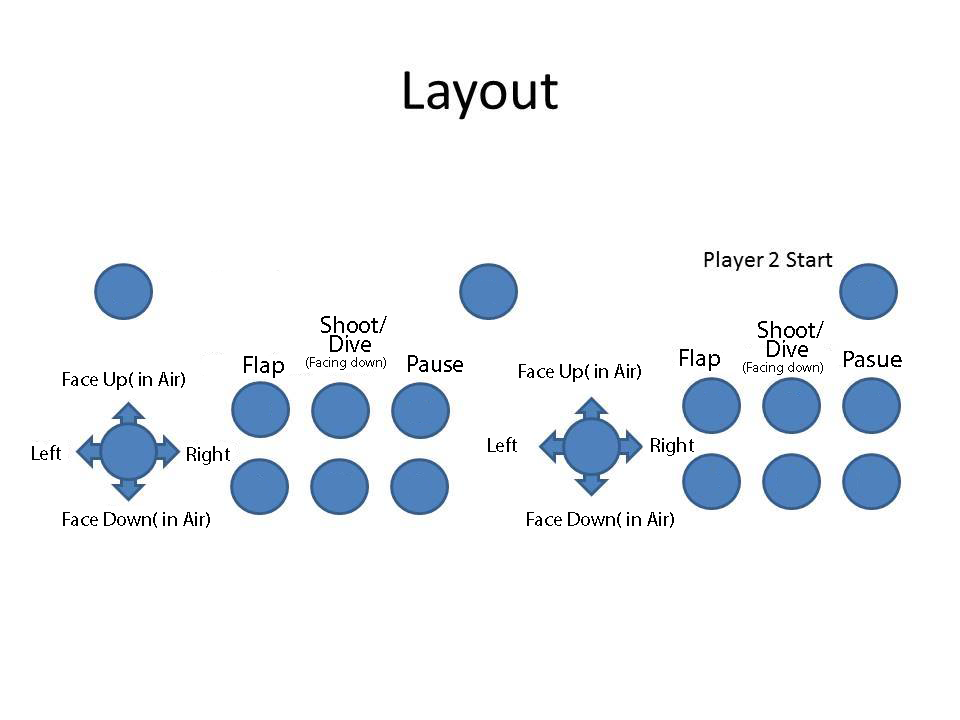 Layout
Player 2 Start
Shoot/
Dive
(Facing down)
Flap
Pause
Face Up( in Air)
Left
Right
Face Down( in Air)
Shoot/
Dive
(Facing down)
Flap
Pasue
Face Up( in Air)
Left
Right
Face Down( in Air)